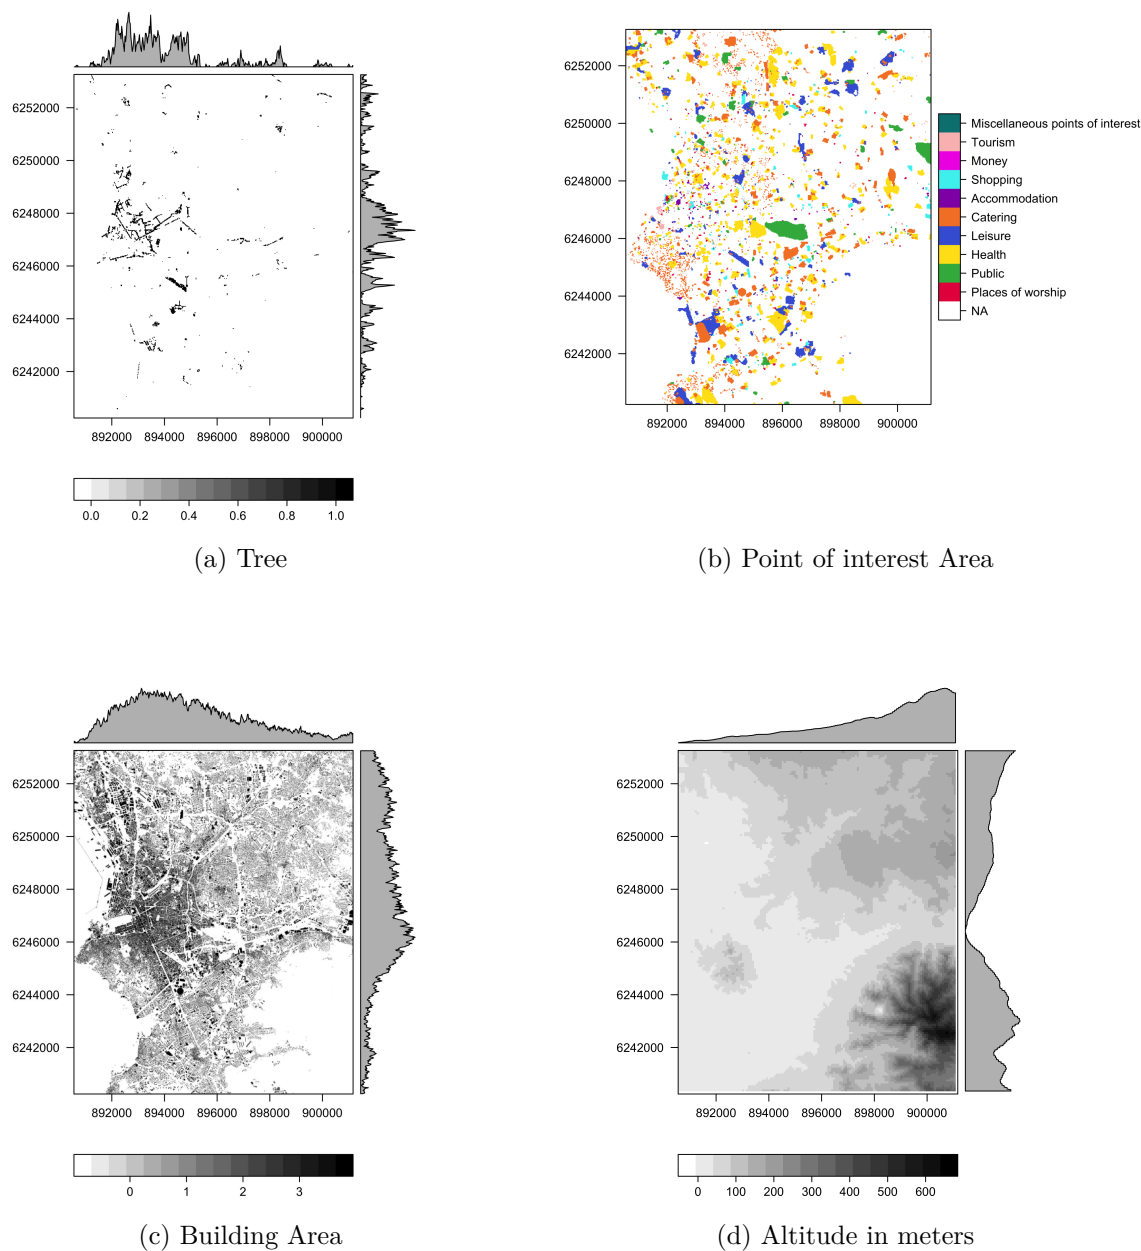 6252000
6250000
6248000
6246000
6244000
6242000
892000 894000 896000 898000 900000
0.0 0.2 0.4 0.6 0.8 1.0
(a) Tree
6252000
6250000
6248000
6246000
6244000
6242000
892000 894000 896000 898000 900000
Miscellaneous points of interest
Tourism
Money
Shopping
Accommodation
Catering
Leisure
Health
Public
Places of worship
NA
(b) Point of interest Area
6252000
6250000
6248000
6246000
6244000
6242000
892000 894000 896000 898000 900000
0 1 2 3
(c) Building Area
6252000
6250000
6248000
6246000
6244000
6242000
892000 894000 896000 898000 900000
0 100 200 300 400 500 600
(d) Altitude in meters